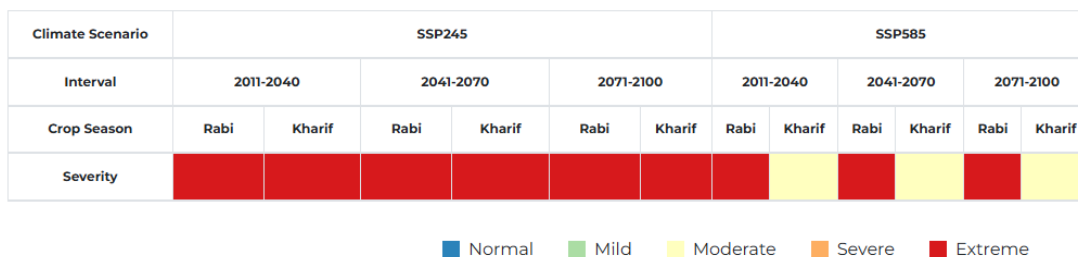 Climate Scenario SSP245 SSP585
Interval 2011-2040 2041-2070 2071-2100 2011-2040 2041-2070 2071-2100
Crop Season Rabi Kharif Rabi Kharif Rabi Kharif Rabi Kharif Rabi Kharif Rabi Kharif
Severity
Normal Mild Moderate Severe Extreme